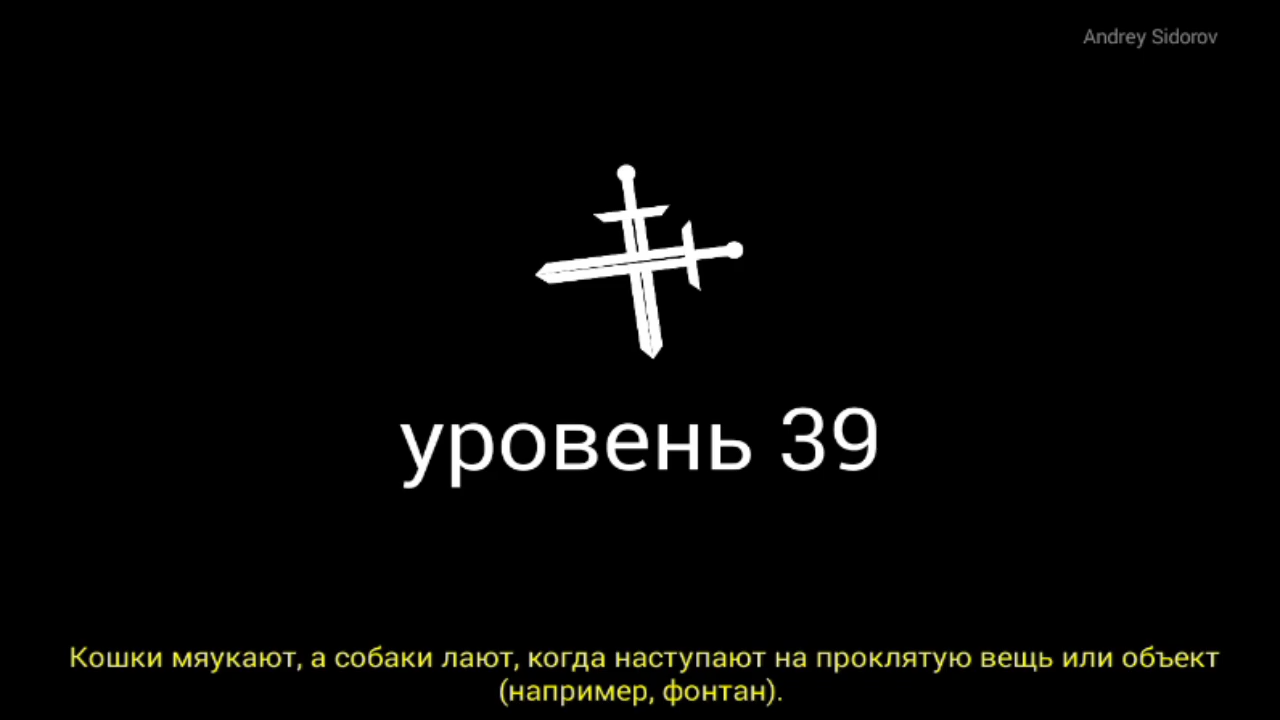 Andrey Sidorov
уровень 39
Кошки мяукают, а собаки лают, когда наступают на проклятую вещь или объект
(например, фонтан).